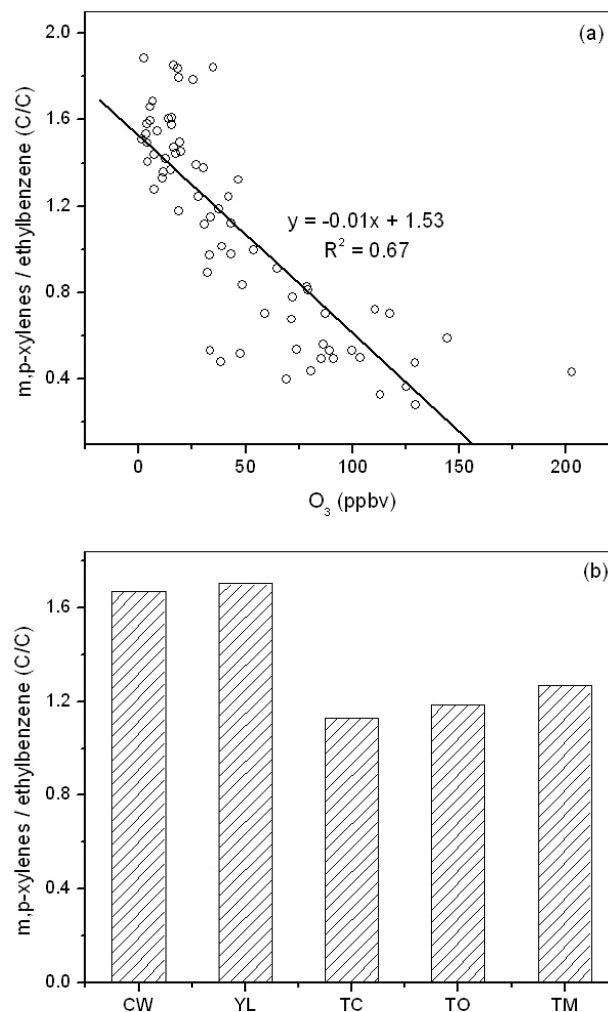 (a)
m,p-xylenes / ethylbenzene (C/C)
2.0
1.6
1.2
0.8
0.4
y = -0.01x + 1.53
R² = 0.67
0 50 100 150 200
O₃ (ppbv)
(b)
m,p-xylenes / ethylbenzene (C/C)
1.6
1.2
0.8
0.4
0.0
CW YL TC TO TM